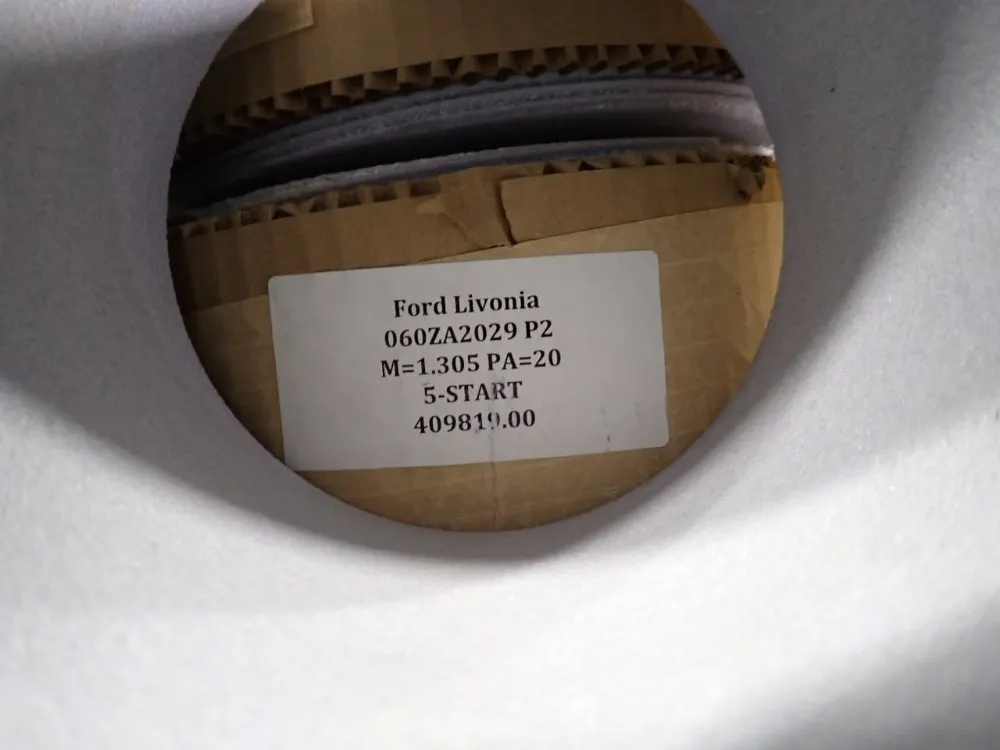 Ford Livonia
060ZA2029 P2
M=1.305 PA=20
5-START
409819.00